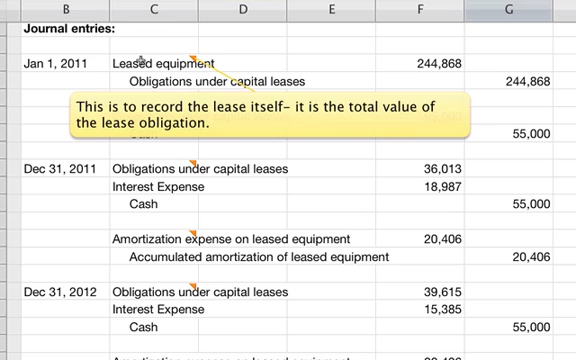 B C D E F G
Journal entries:
Jan 1, 2011 Leased equipment 244,868
Obligations under capital leases 244,868
This is to record the lease itself– it is the total value of
the lease obligation.
55,000
Dec 31, 2011 Obligations under capital leases 36,013
Interest Expense 18,987
Cash 55,000
Amortization expense on leased equipment 20,406
Accumulated amortization of leased equipment 20,406
Dec 31, 2012 Obligations under capital leases 39,615
Interest Expense 15,385
Cash 55,000